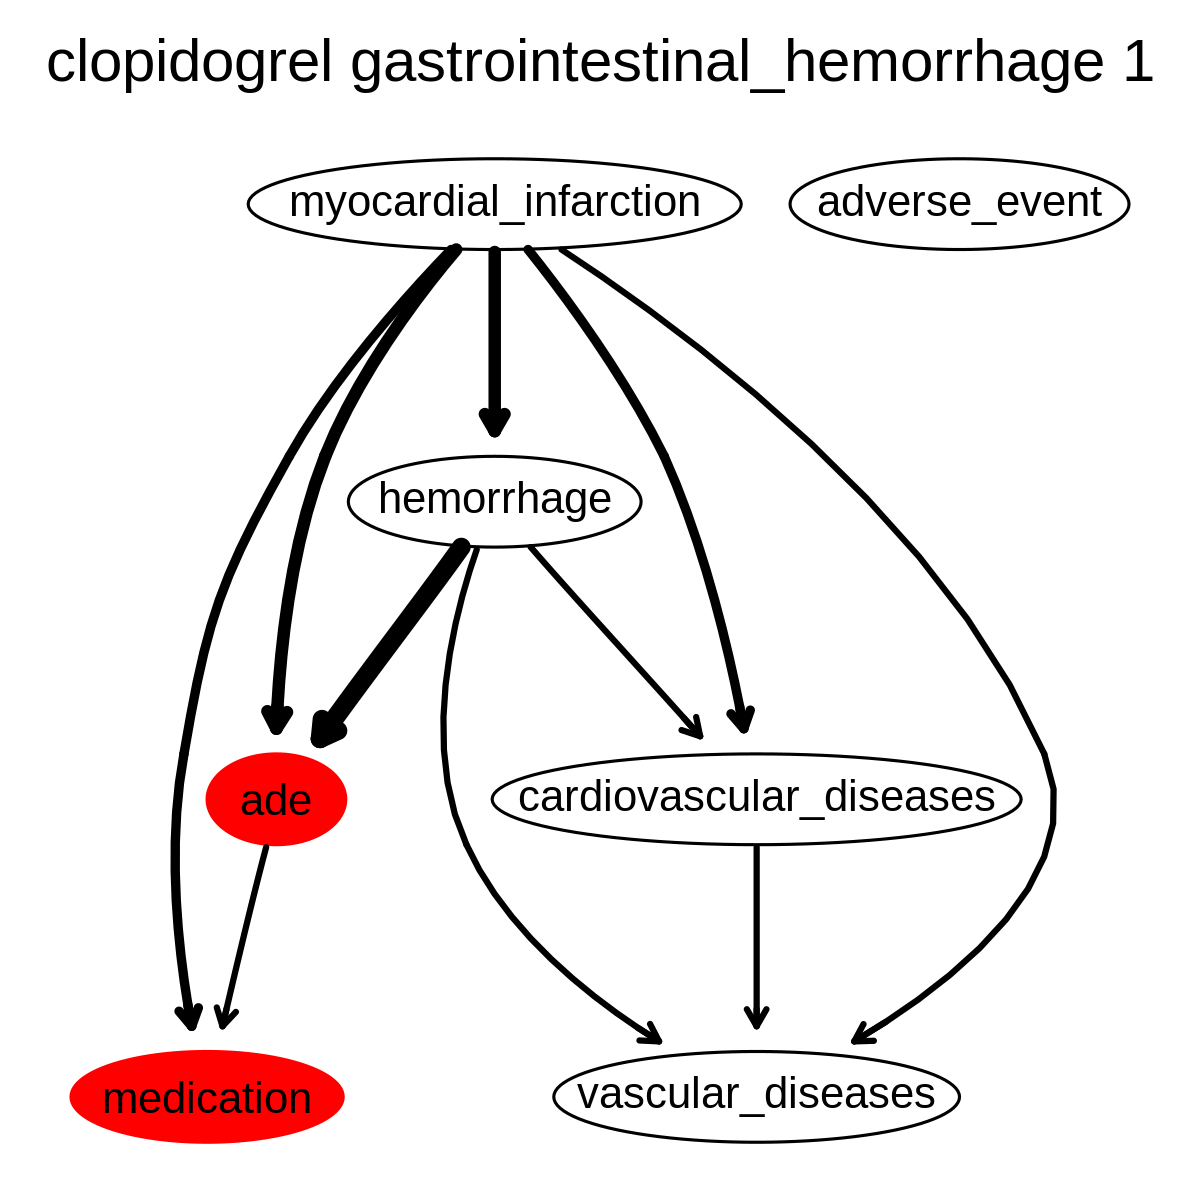 clopidogrel gastrointestinal_hemorrhage 1
myocardial_infarction
adverse_event
hemorrhage
ade
cardiovascular_diseases
medication
vascular_diseases